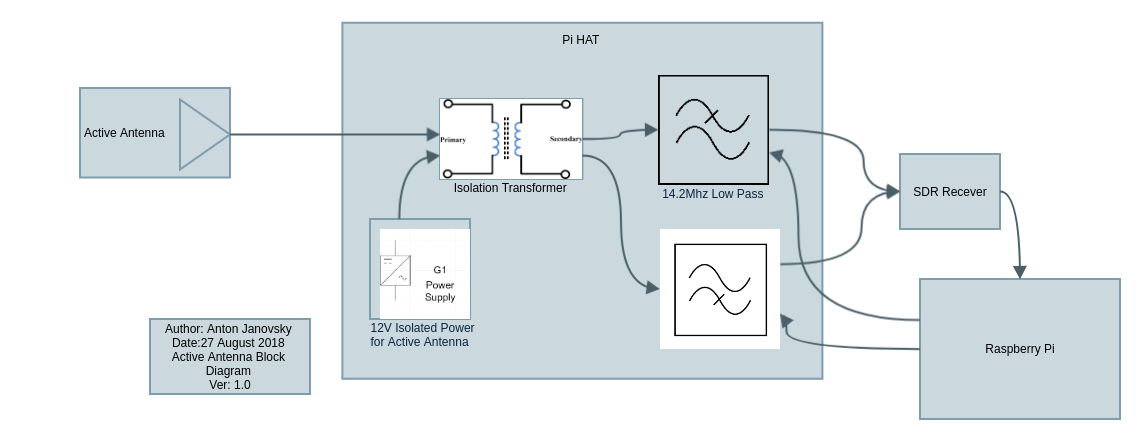 Pi HAT
Active Antenna
Primary
Secondary
Isolation Transformer
14.2Mhz Low Pass
SDR Recever
G1
Power
Supply
12V Isolated Power
for Active Antenna
Raspberry Pi
Author: Anton Janovsky
Date:27 August 2018
Active Antenna Block
Diagram
Ver: 1.0